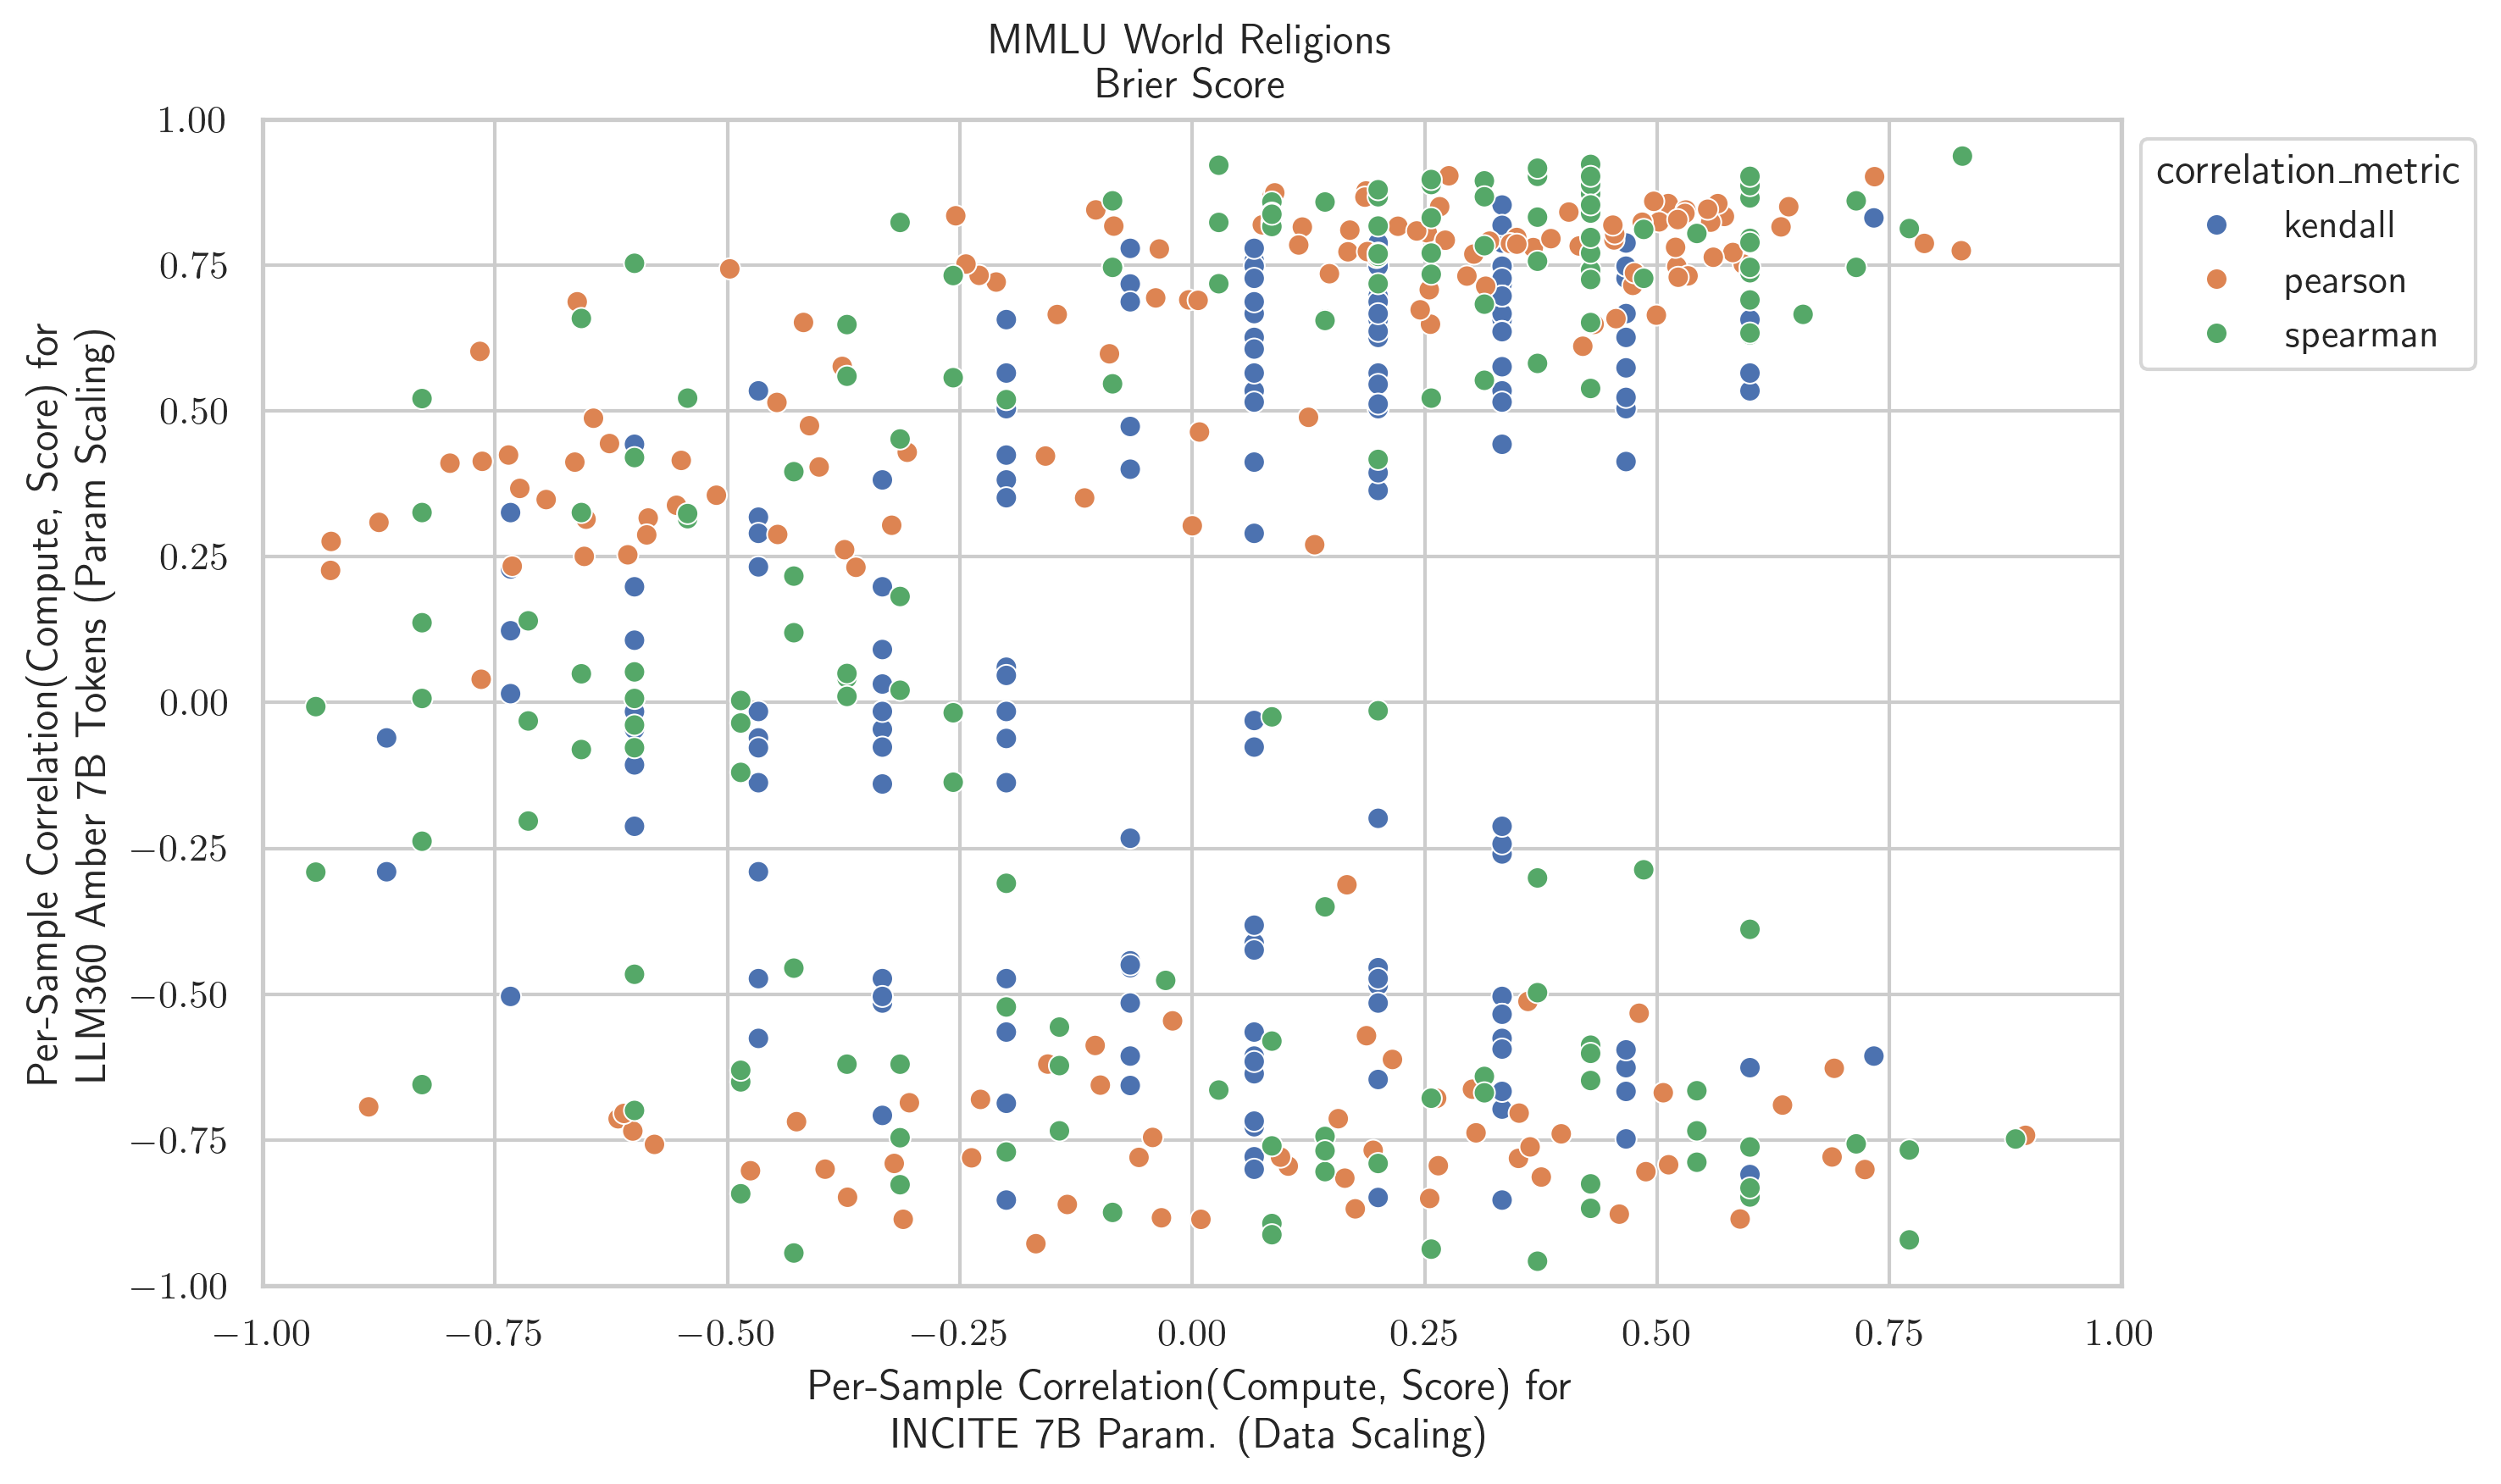 MMLU World Religions
Brier Score
1.00
0.75
0.50
0.25
0.00
−0.25
−0.50
−0.75
−1.00
Per-Sample Correlation(Compute, Score) for
LLM360 Amber 7B Tokens (Param Scaling)
correlation_metric
kendall
pearson
spearman
−1.00 −0.75 −0.50 −0.25 0.00 0.25 0.50 0.75 1.00
Per-Sample Correlation(Compute, Score) for
INCITE 7B Param. (Data Scaling)